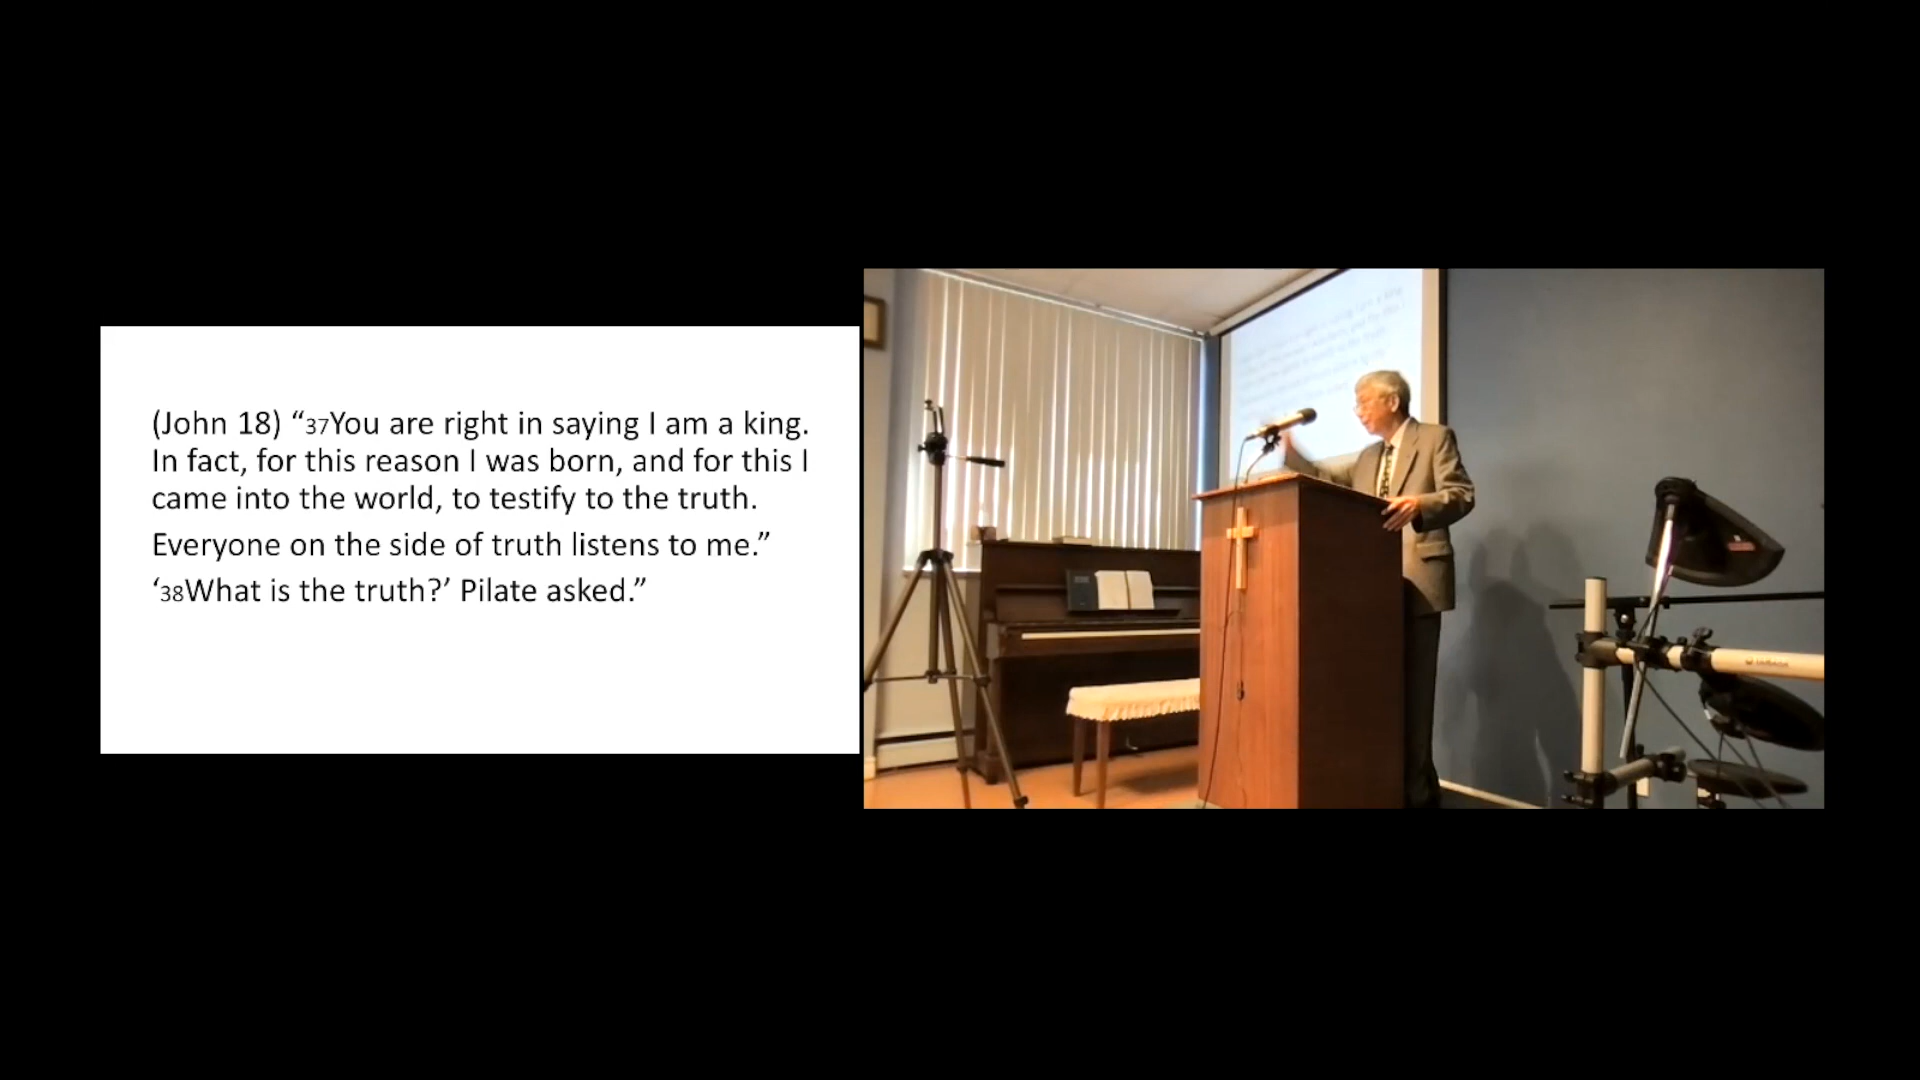 (John 18) “37You are right in saying I am a king.
In fact, for this reason I was born, and for this I
came into the world, to testify to the truth.
Everyone on the side of truth listens to me.”
‘38What is the truth?’ Pilate asked.”